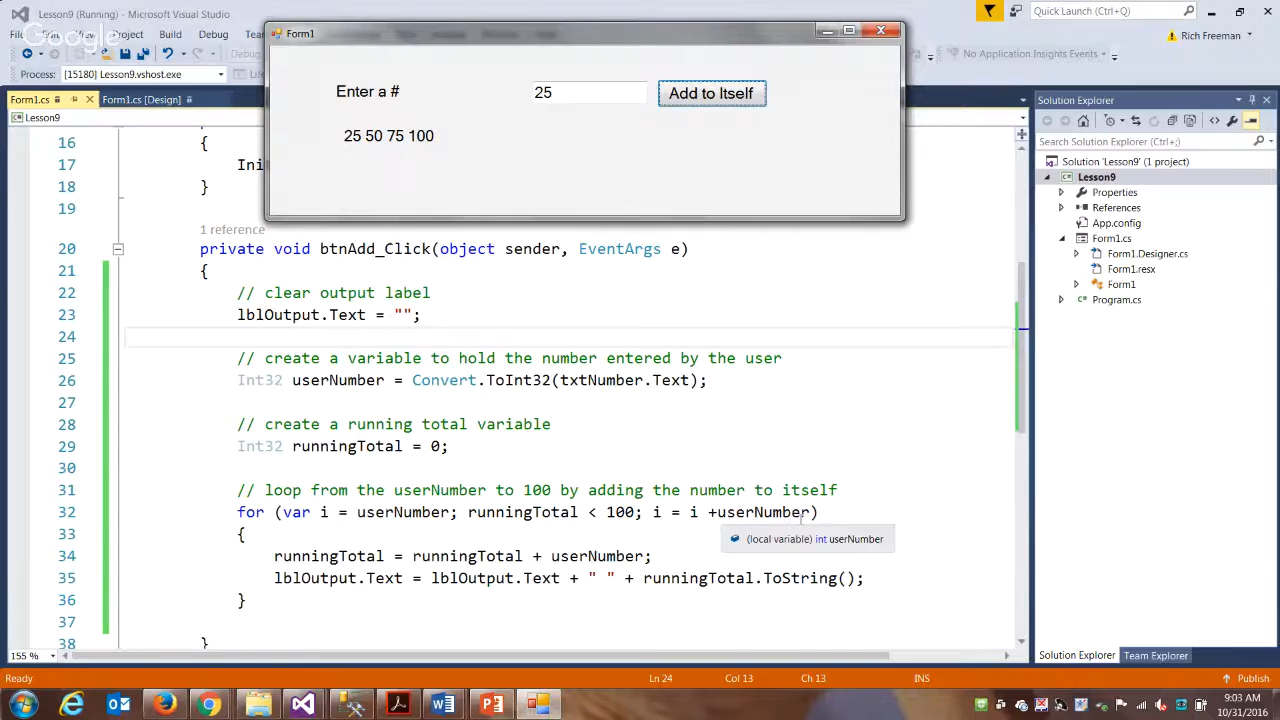 Lesson9 (Running) - Microsoft Visual Studio
Quick Launch (Ctrl+Q)
Form1
Google
Project
Build
Debug
Rich Freeman
No Application.Insights Events
Process:
[15180] Lesson9.vshost.exe
Enter a #
25
Add to Itself
25 50 75 100
Form1.cs
Form1.cs [Design]
Lesson9
16 {
17
18 }
19
1 reference
20 private void btnAdd_Click(object sender, EventArgs e)
21 {
22 // clear output label
23 lblOutput.Text = "";
24
25 // create a variable to hold the number entered by the user
26 Int32 userNumber = Convert.ToInt32(txtNumber.Text);
27
28 // create a running total variable
29 Int32 runningTotal = 0;
30
31 // loop from the userNumber to 100 by adding the number to itself
32 for (var i = userNumber; runningTotal < 100; i = i +userNumber)
33 {
(local variable) int userNumber
34 runningTotal = runningTotal + userNumber;
35 lblOutput.Text = lblOutput.Text + " " + runningTotal.ToString();
36 }
37
38 }
155 %
Solution Explorer
Search Solution Explorer (Ctrl+;)
Solution 'Lesson9' (1 project)
Lesson9
Properties
References
App.config
Form1.cs
Form1.Designer.cs
Form1.resx
Form1
Program.cs
Solution Explorer
Team Explorer
Ready
Ln 24
Col 13
Ch 13
INS
Publish
9:03 AM
10/31/2016